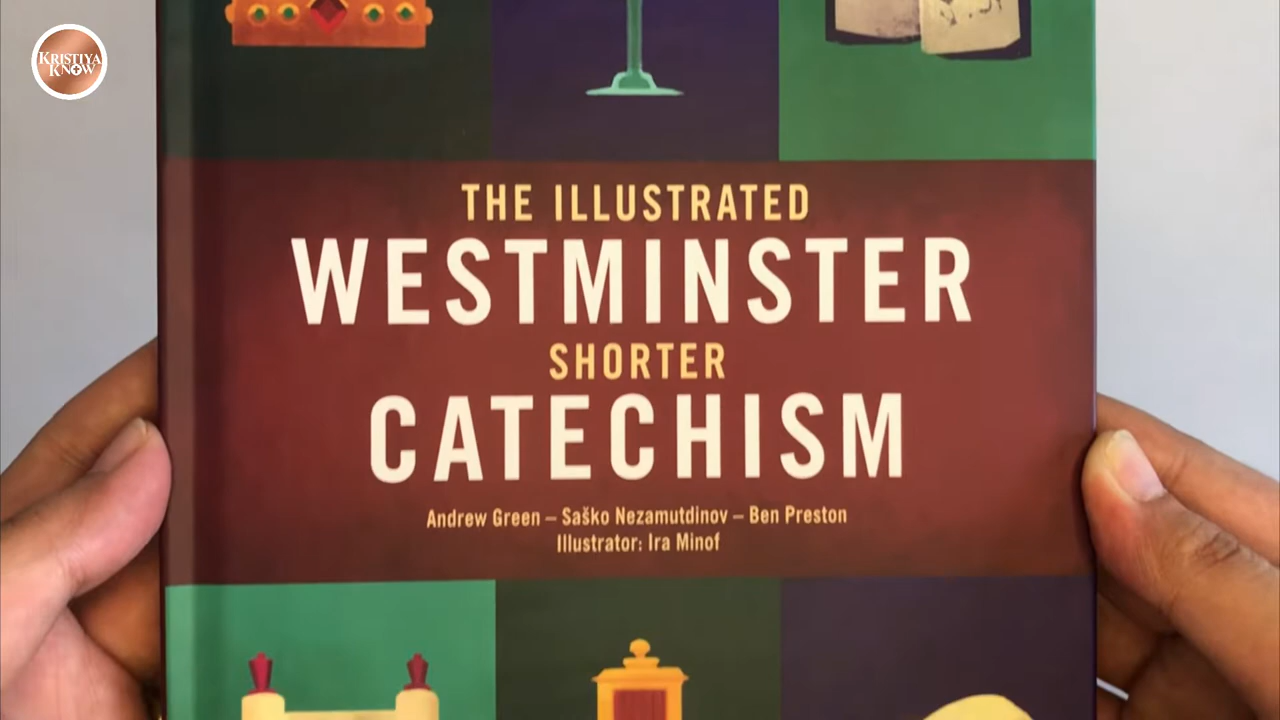 KRISTIYA
KNOW
THE ILLUSTRATED
WESTMINSTER
SHORTER
CATECHISM
Andrew Green – Saško Nezamutdinov – Ben Preston
Illustrator: Ira Minof